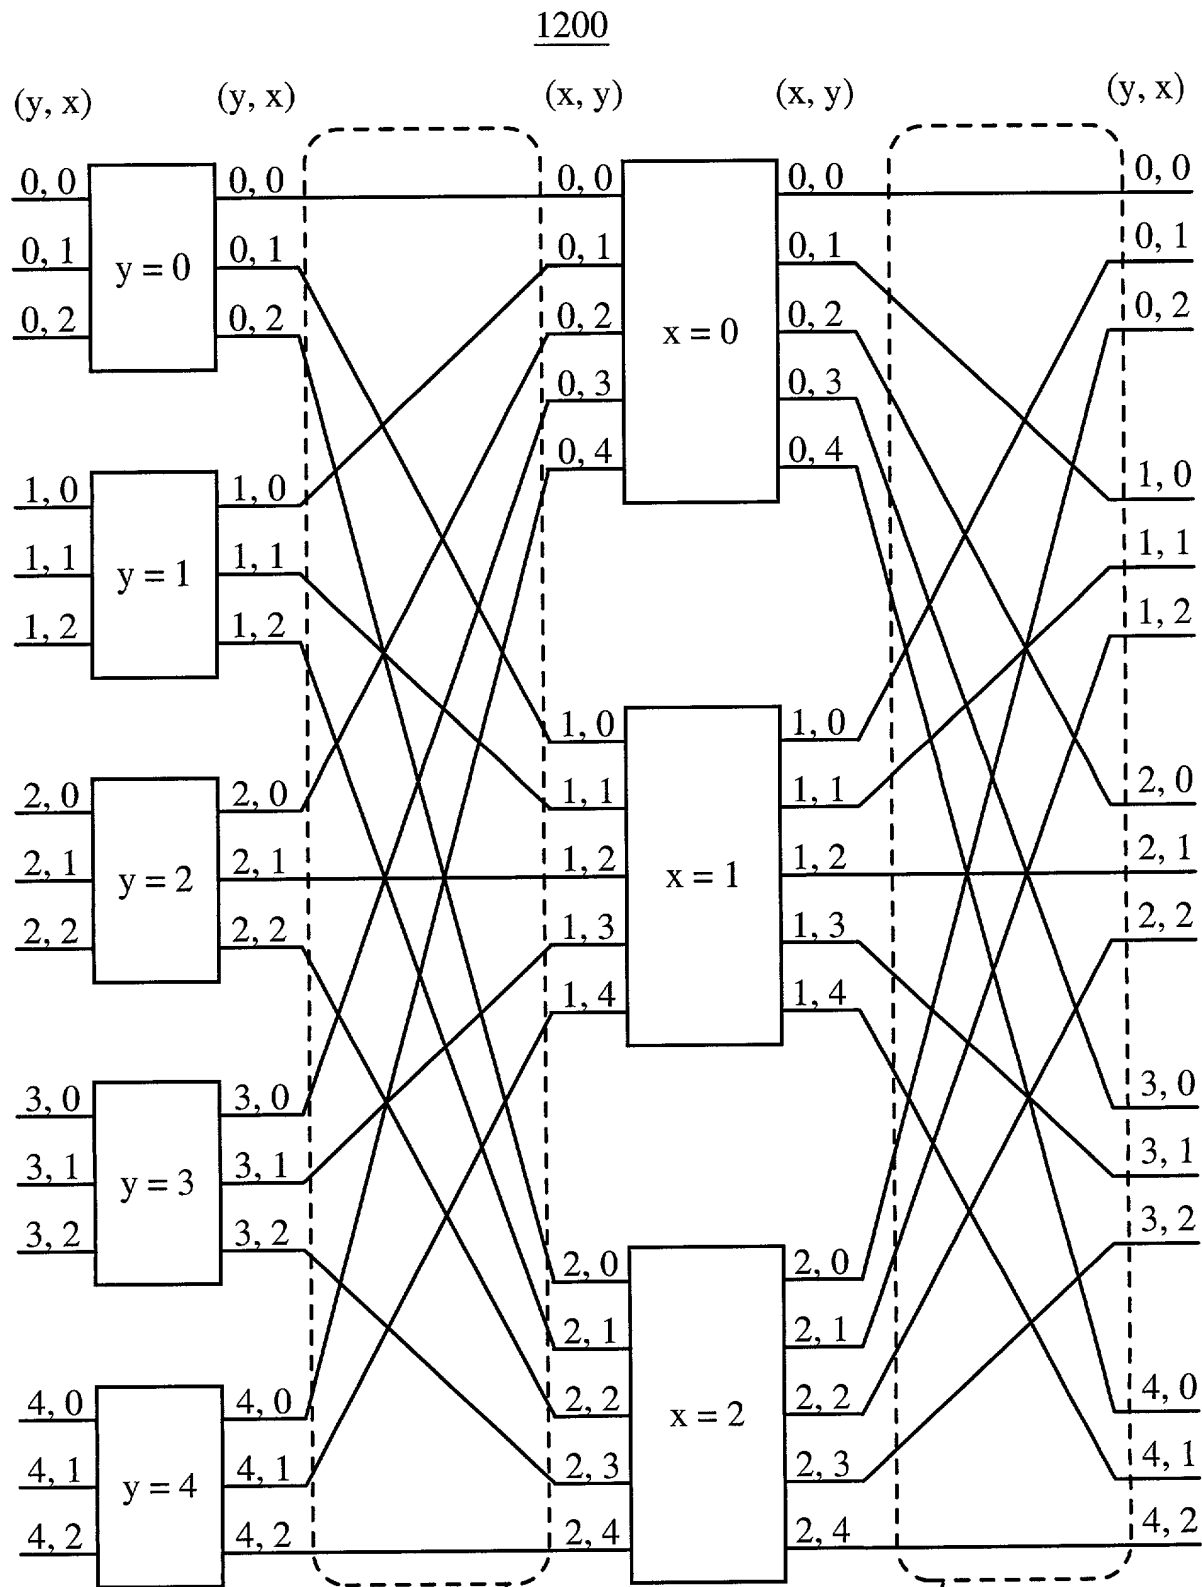 1200
(y, x) (y, x) (x, y) (x, y) (y, x)
0, 0 0, 0 0, 0 0, 0 0, 0
0, 1 y = 0 0, 1 0, 1 0, 1 0, 1
0, 2 0, 2 0, 2 x = 0 0, 2 0, 2
0, 3 0, 3
0, 4 0, 4
1, 0 1, 0 1, 0
1, 1 y = 1 1, 1 1, 1
1, 2 1, 2 1, 2
1, 0 1, 0
2, 0 2, 0 1, 1 1, 1 2, 0
2, 1 y = 2 2, 1 1, 2 x = 1 1, 2 2, 1
2, 2 2, 2 1, 3 1, 3 2, 2
1, 4 1, 4
3, 0 3, 0 3, 0
3, 1 y = 3 3, 1 3, 1
3, 2 3, 2 3, 2
2, 0 2, 0
2, 1 2, 1
4, 0 4, 0 2, 2 x = 2 2, 2 4, 0
4, 1 y = 4 4, 1 2, 3 2, 3 4, 1
4, 2 4, 2 2, 4 2, 4 4, 2